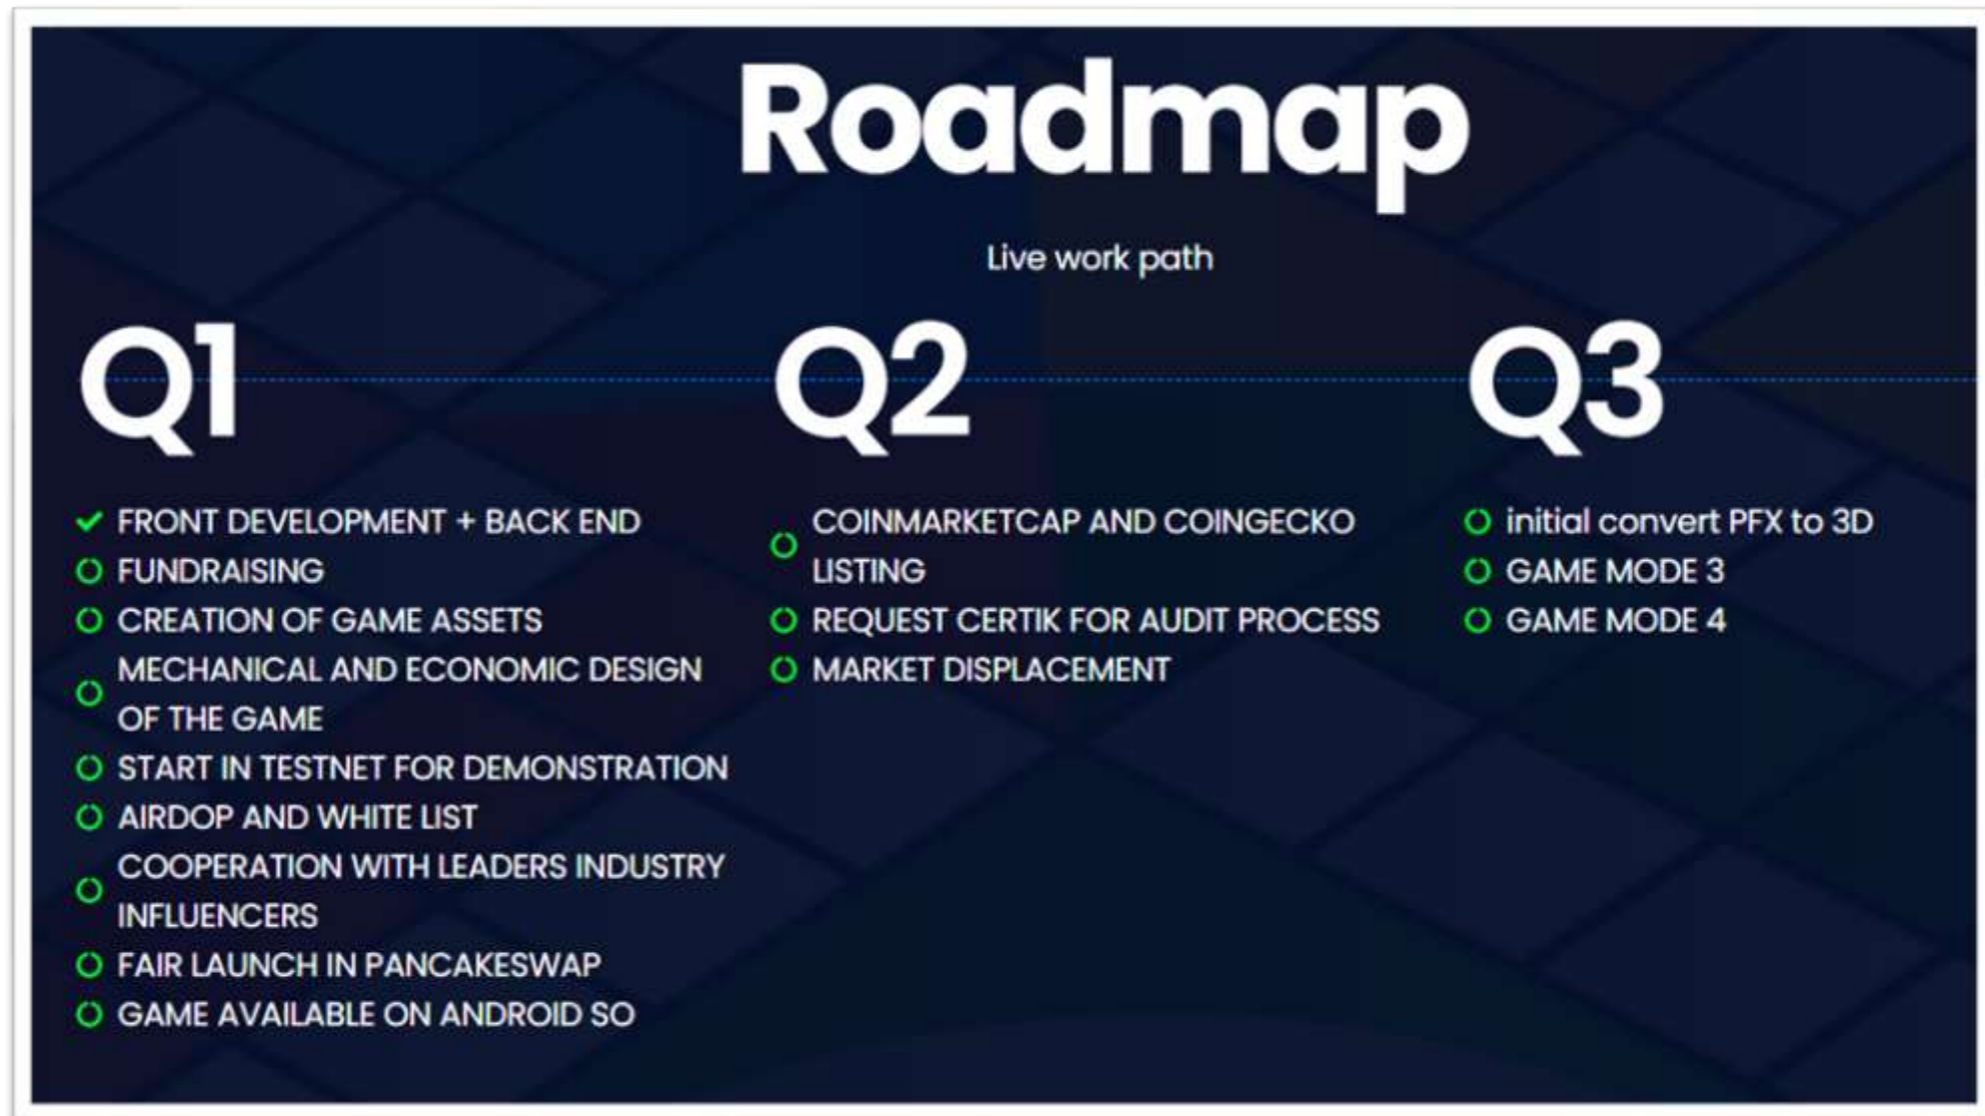 Roadmap
Live work path
Q1
FRONT DEVELOPMENT + BACK END
FUNDRAISING
CREATION OF GAME ASSETS
MECHANICAL AND ECONOMIC DESIGN
OF THE GAME
START IN TESTNET FOR DEMONSTRATION
AIRDOP AND WHITE LIST
COOPERATION WITH LEADERS INDUSTRY
INFLUENCERS
FAIR LAUNCH IN PANCAKESWAP
GAME AVAILABLE ON ANDROID SO
Q2
COINMARKETCAP AND COINGECKO
LISTING
REQUEST CERTIK FOR AUDIT PROCESS
MARKET DISPLACEMENT
Q3
initial convert PFX to 3D
GAME MODE 3
GAME MODE 4